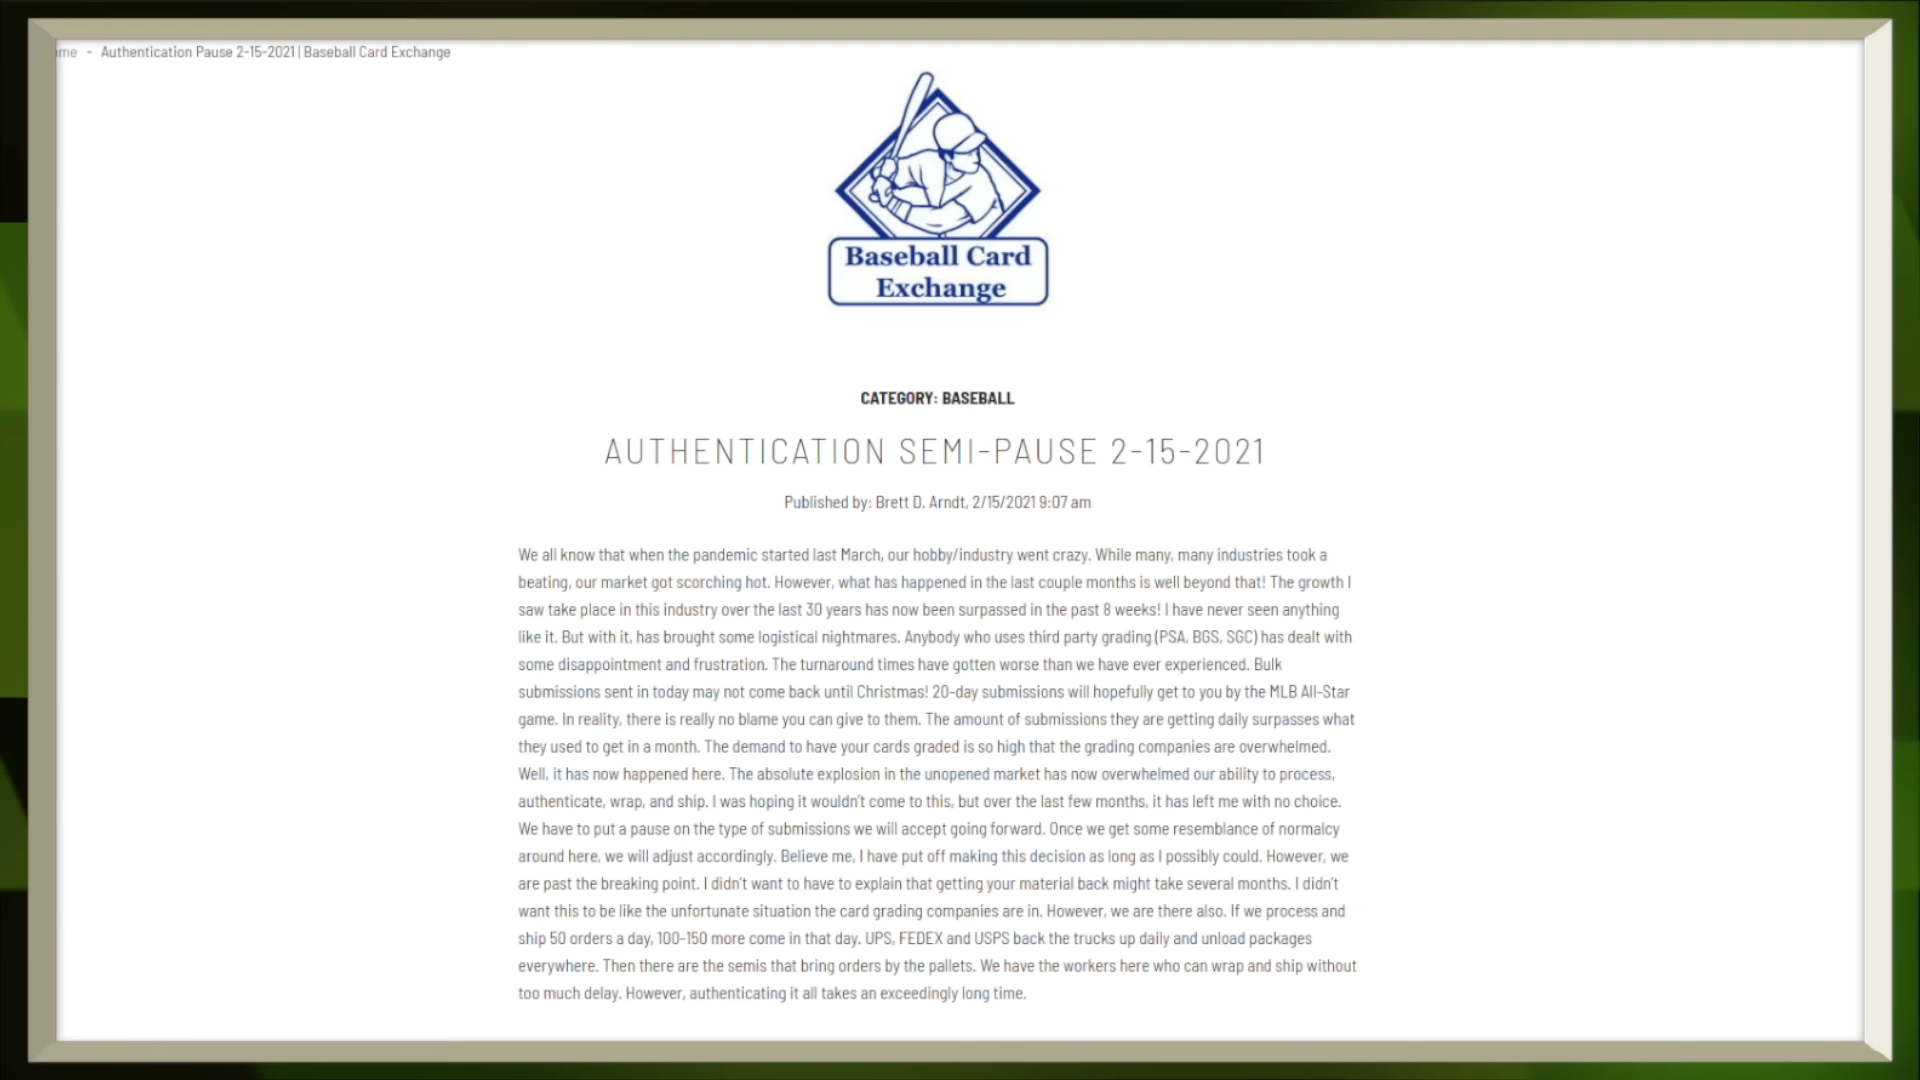 me - Authentication Pause 2-15-2021 | Baseball Card Exchange
Baseball Card
Exchange
CATEGORY: BASEBALL
AUTHENTICATION SEMI-PAUSE 2-15-2021
Published by: Brett D. Arndt, 2/15/2021 9:07 am
We all know that when the pandemic started last March, our hobby/industry went crazy. While many, many industries took a
beating, our market got scorching hot. However, what has happened in the last couple months is well beyond that! The growth I
saw take place in this industry over the last 30 years has now been surpassed in the past 8 weeks! I have never seen anything
like it. But with it, has brought some logistical nightmares. Anybody who uses third party grading (PSA, BGS, SGC) has dealt with
some disappointment and frustration. The turnaround times have gotten worse than we have ever experienced. Bulk
submissions sent in today may not come back until Christmas! 20-day submissions will hopefully get to you by the MLB All-Star
game. In reality, there is really no blame you can give to them. The amount of submissions they are getting daily surpasses what
they used to get in a month. The demand to have your cards graded is so high that the grading companies are overwhelmed.
Well, it has now happened here. The absolute explosion in the unopened market has now overwhelmed our ability to process,
authenticate, wrap, and ship. I was hoping it wouldn't come to this, but over the last few months, it has left me with no choice.
We have to put a pause on the type of submissions we will accept going forward. Once we get some resemblance of normalcy
around here, we will adjust accordingly. Believe me, I have put off making this decision as long as I possibly could. However, we
are past the breaking point. I didn't want to have to explain that getting your material back might take several months. I didn't
want this to be like the unfortunate situation the card grading companies are in. However, we are there also. If we process and
ship 50 orders a day, 100-150 more come in that day. UPS, FEDEX and USPS back the trucks up daily and unload packages
everywhere. Then there are the semis that bring orders by the pallets. We have the workers here who can wrap and ship without
too much delay. However, authenticating it all takes an exceedingly long time.